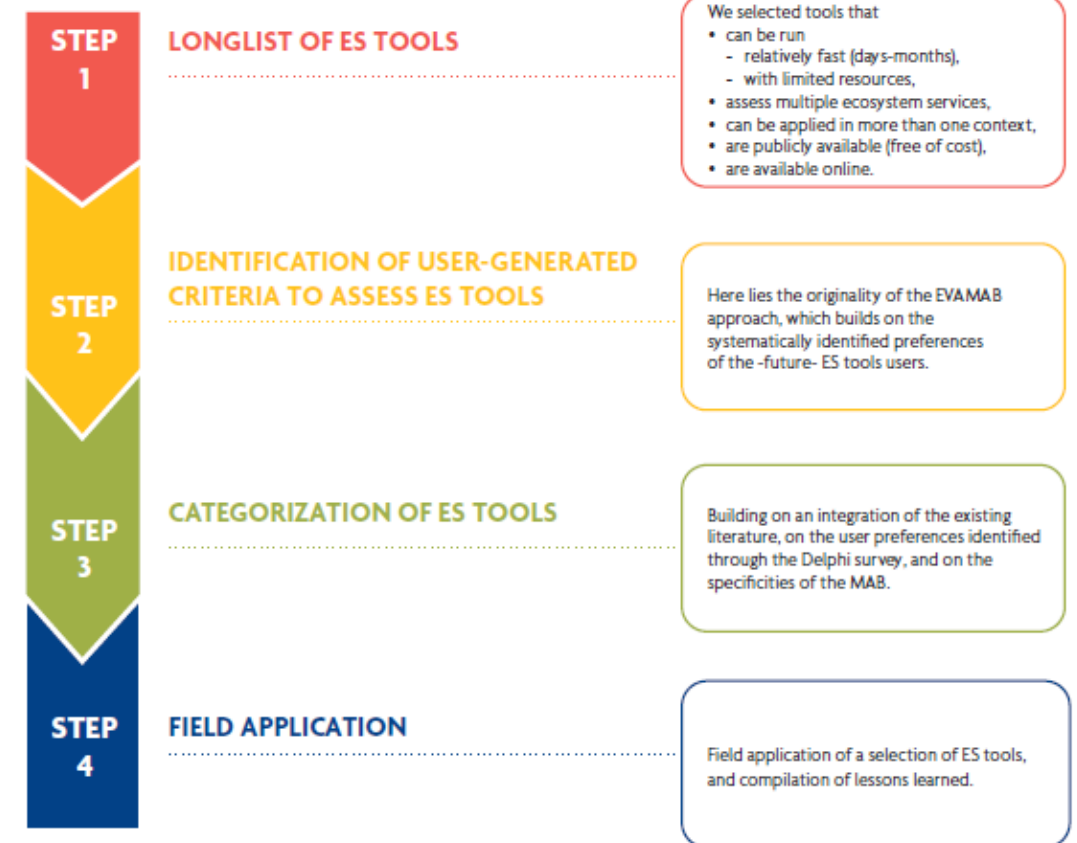 STEP
1
LONGLIST OF ES TOOLS
We selected tools that
• can be run
- relatively fast (days-months),
- with limited resources,
• assess multiple ecosystem services,
• can be applied in more than one context,
• are publicly available (free of cost),
• are available online.
STEP
2
IDENTIFICATION OF USER-GENERATED
CRITERIA TO ASSESS ES TOOLS
Here lies the originality of the EVAMAB
approach, which builds on the
systematically identified preferences
of the -future- ES tools users.
STEP
3
CATEGORIZATION OF ES TOOLS
Building on an integration of the existing
literature, on the user preferences identified
through the Delphi survey, and on the
specificities of the MAB.
STEP
4
FIELD APPLICATION
Field application of a selection of ES tools,
and compilation of lessons learned.